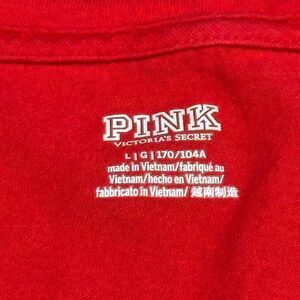 PINK
VICTORIA'S SECRET
L | G | 170/104A
made in Vietnam/fabriqué au
Vietnam/hecho en Vietnam/
fabbricato in Vietnam/ 越南制造